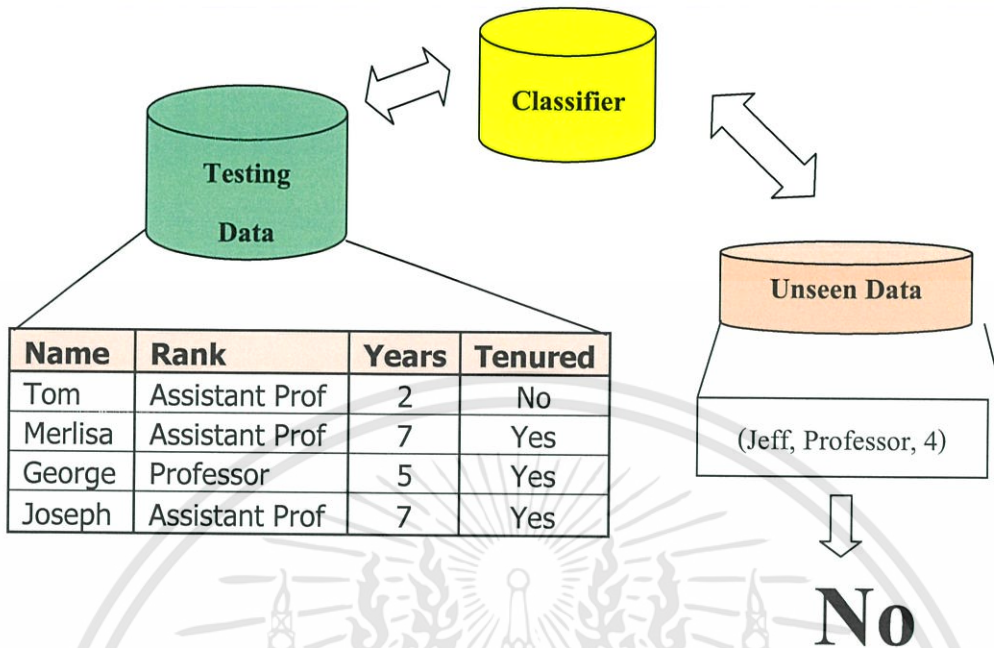 Classifier
Testing
Data
Unseen Data
Name Rank Years Tenured
Tom Assistant Prof 2 No
Merlisa Assistant Prof 7 Yes
George Professor 5 Yes
Joseph Assistant Prof 7 Yes
(Jeff, Professor, 4)
No